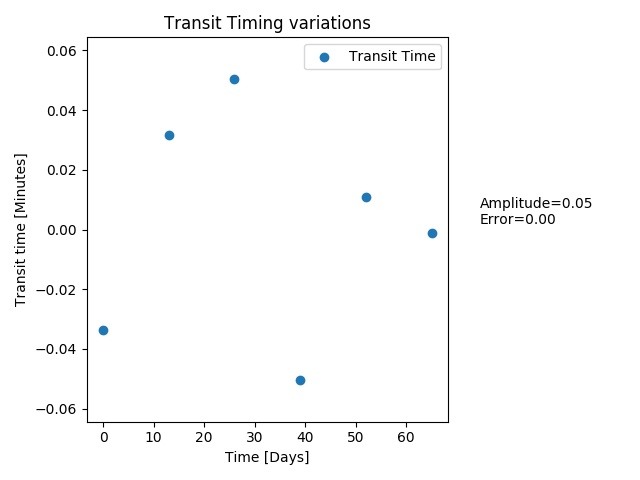 Transit Timing variations
Transit Time
0.06
0.04
0.02
0.00
−0.02
−0.04
−0.06
Transit time [Minutes]
0
10
20
30
40
50
60
Time [Days]
Amplitude=0.05
Error=0.00